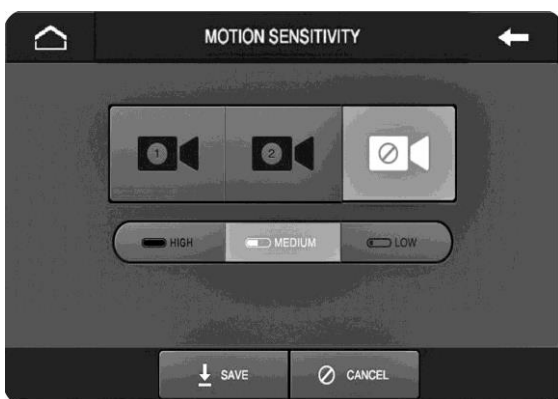 MOTION SENSITIVITY
1 2
HIGH MEDIUM LOW
SAVE CANCEL